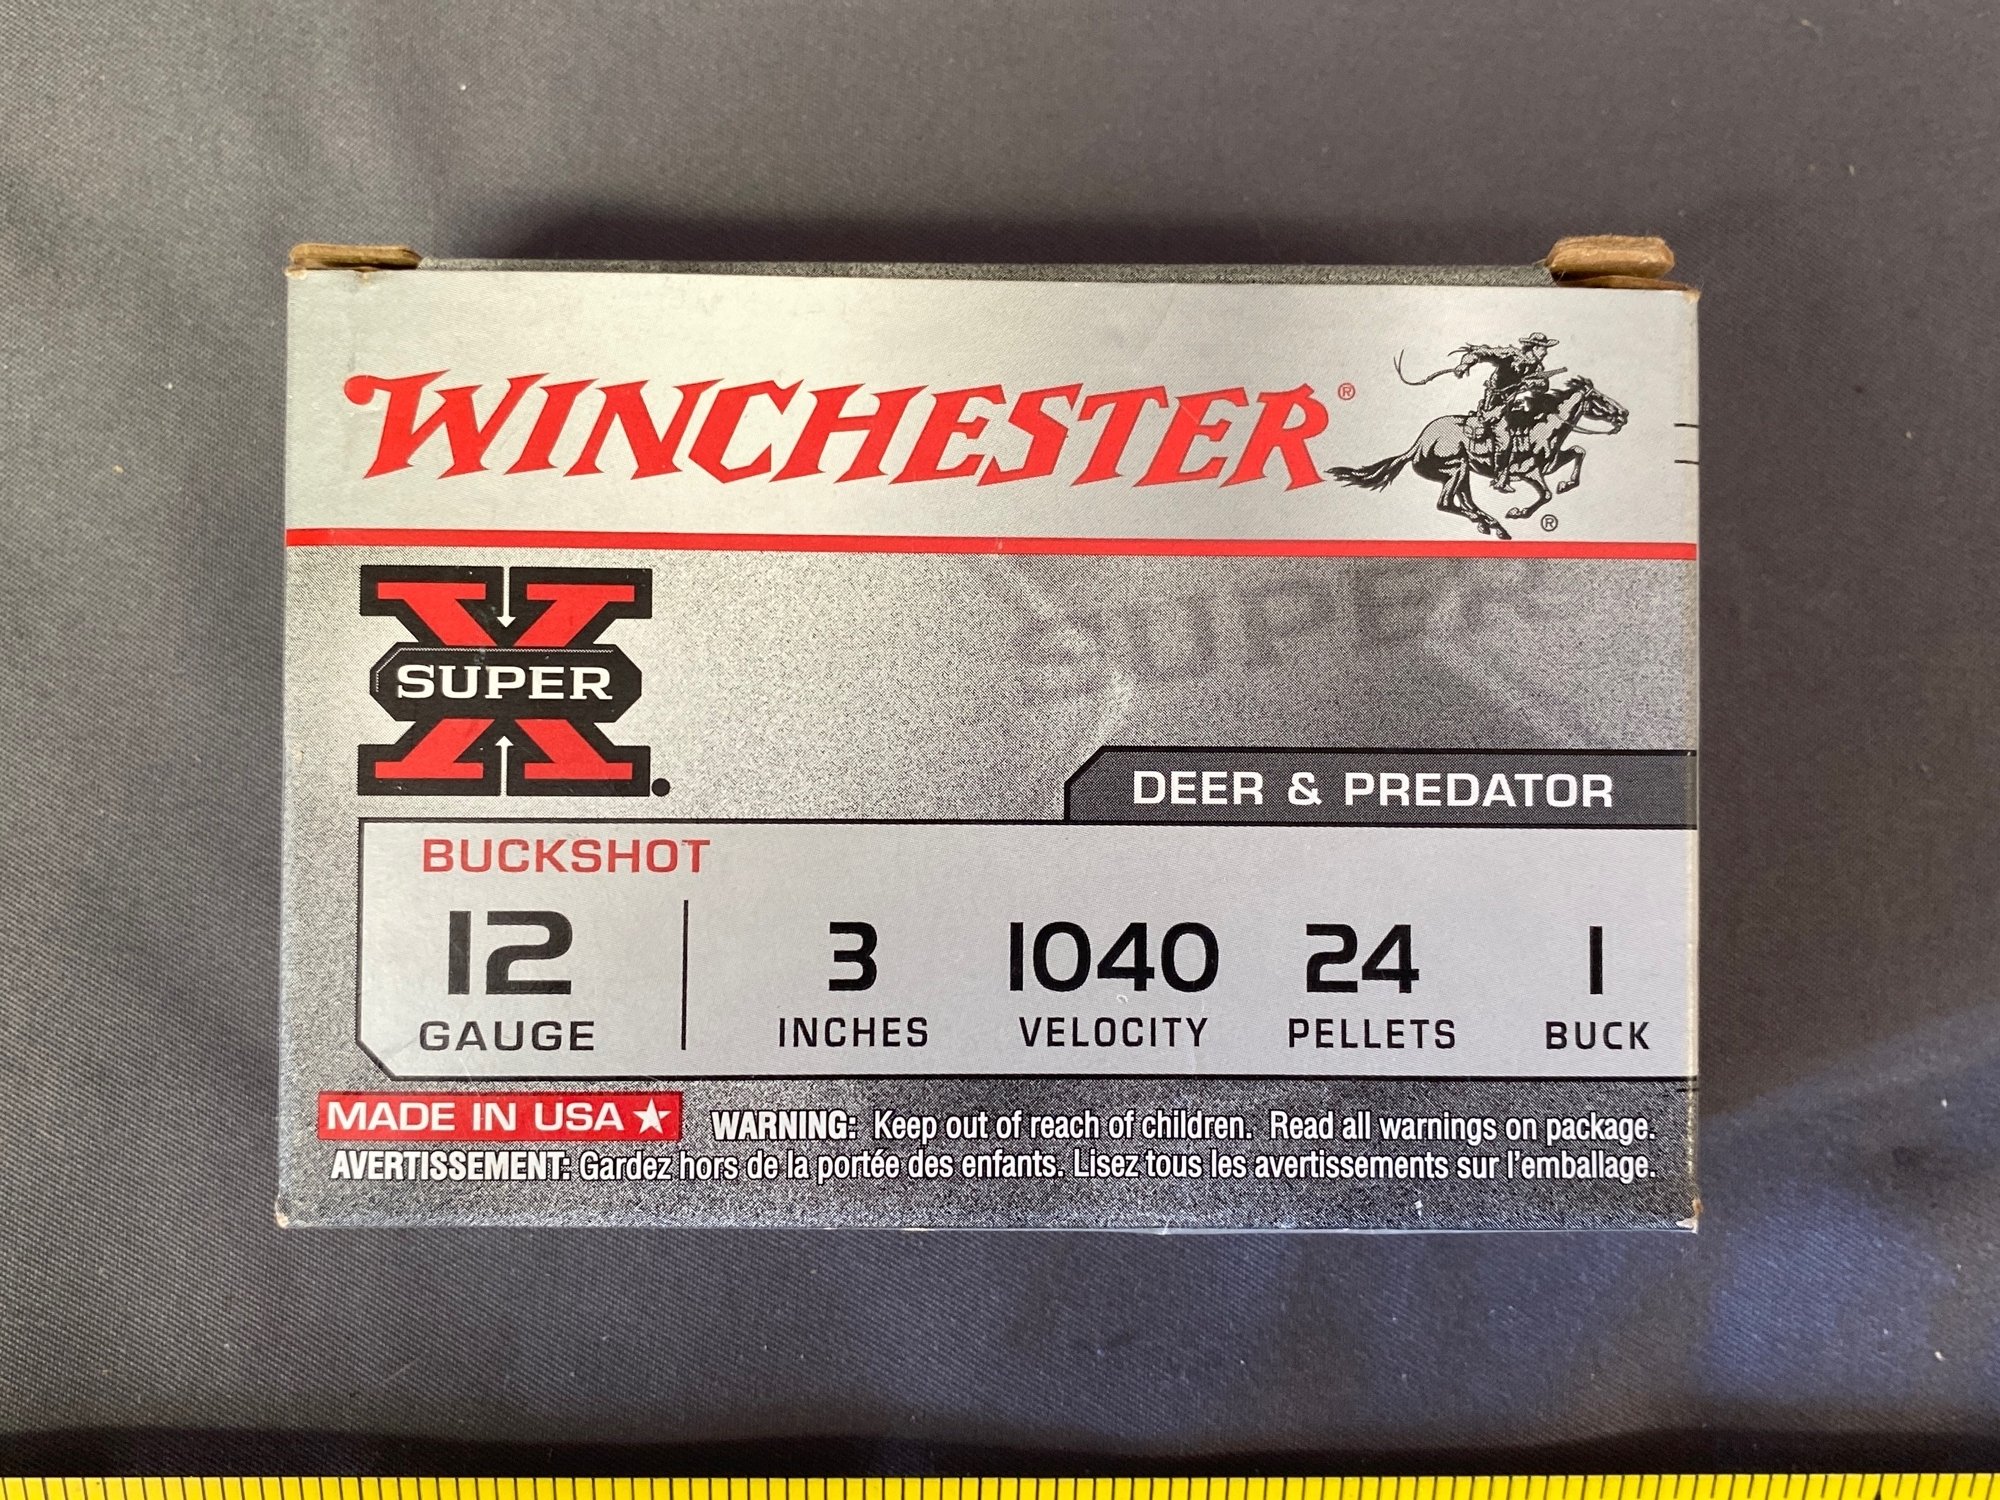 WINCHESTER®
®
SUPER X.
SUPER
DEER & PREDATOR
BUCKSHOT
12 3 1040 24 1
GAUGE INCHES VELOCITY PELLETS BUCK
MADE IN USA ★ WARNING: Keep out of reach of children. Read all warnings on package.
AVERTISSEMENT: Gardez hors de la portée des enfants. Lisez tous les avertissements sur l'emballage.